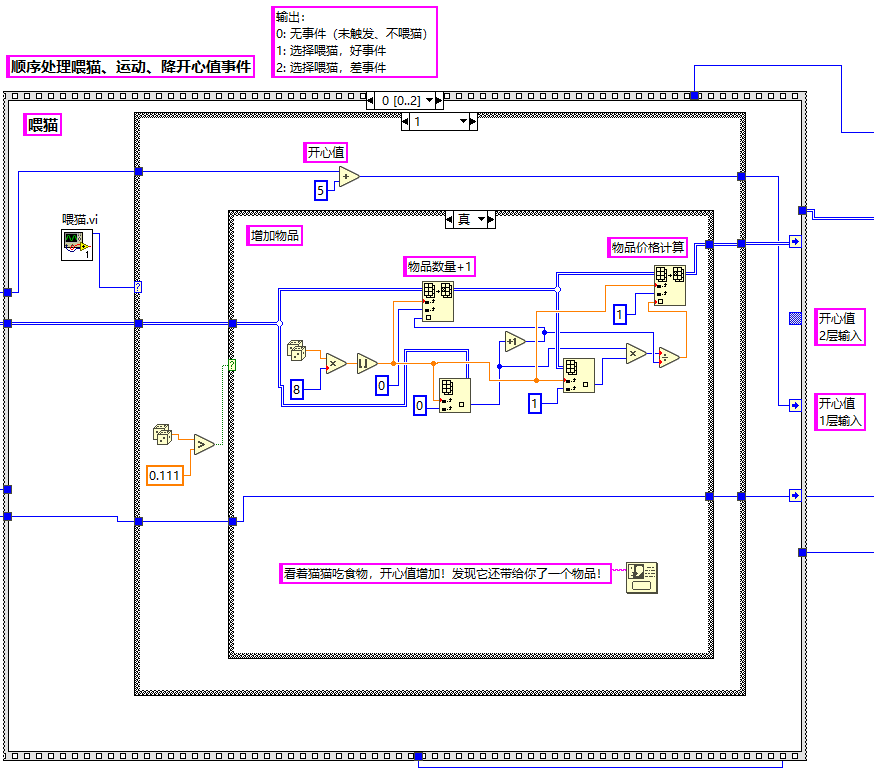 输出：
0: 无事件（未触发、不喂猫）
1: 选择喂猫，好事件
2: 选择喂猫，差事件
顺序处理喂猫、运动、降开心值事件
0 [0..2]
喂猫
1
开心值
5
喂猫.vi
1
真
增加物品
物品数量+1
物品价格计算
1
8
0
0
+1
1
0.111
开心值
2层输入
开心值
1层输入
看着猫猫吃食物，开心值增加！发现它还带给你了一个物品！